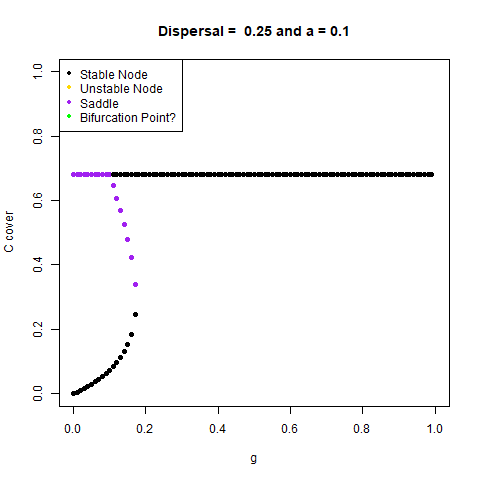 Dispersal =  0.25 and a = 0.1
Stable Node
Unstable Node
Saddle
Bifurcation Point?
C cover
1.0
0.8
0.6
0.4
0.2
0.0
0.0 0.2 0.4 0.6 0.8 1.0
g